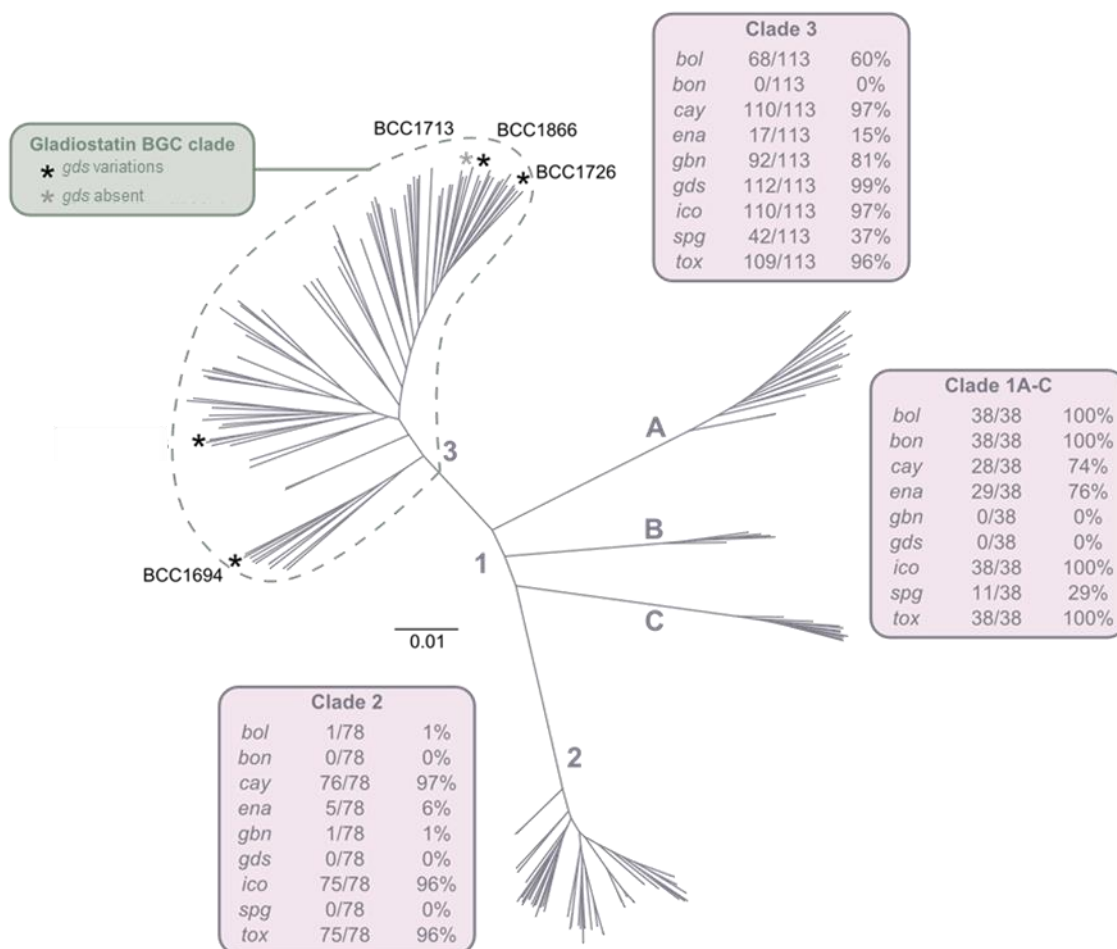 Clade 3
bol 68/113 60%
bon 0/113 0%
cay 110/113 97%
ena 17/113 15%
gbn 92/113 81%
gds 112/113 99%
ico 110/113 97%
spg 42/113 37%
tox 109/113 96%
Gladiostatin BGC clade
* gds variations
* gds absent
BCC1713
BCC1866
* *
* BCC1726
A
Clade 1A-C
bol 38/38 100%
bon 38/38 100%
cay 28/38 74%
ena 29/38 76%
gbn 0/38 0%
gds 0/38 0%
ico 38/38 100%
spg 11/38 29%
tox 38/38 100%
*
3
B
1
BCC1694 *
C
0.01
Clade 2
bol 1/78 1%
bon 0/78 0%
cay 76/78 97%
ena 5/78 6%
gbn 1/78 1%
gds 0/78 0%
ico 75/78 96%
spg 0/78 0%
tox 75/78 96%
2